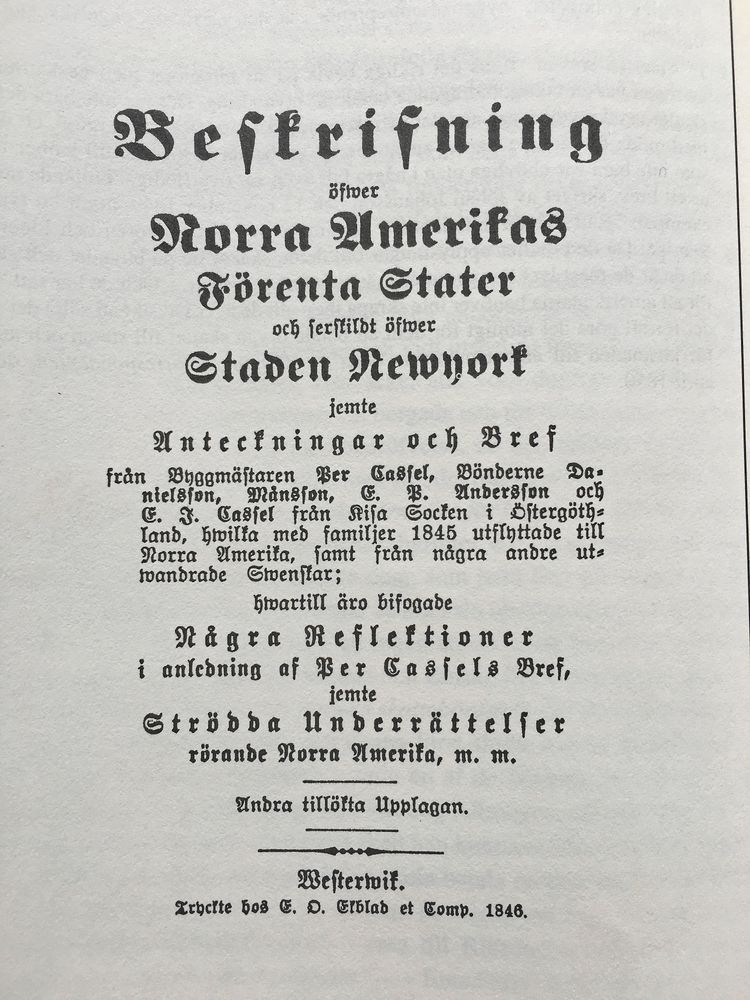 Beskrifning
öfwer
Norra Amerikas
Förenta Stater
och serskildt öfwer
Staden Newyork
jemte
Anteckningar och Bref
från Byggmästaren Per Cassel, Bönderne Da-
nielsson, Månsson, E. P. Andersson och
E. J. Cassel från Kisa Socken i Östergöth-
land, hwilka med familjer 1845 utflyttade till
Norra Amerika, samt från några andre ut-
wandrade Swenskar;
hwartill äro bifogade
Några Reflektioner
i anledning af Per Cassels Bref,
jemte
Strödda Underrättelser
rörande Norra Amerika, m. m.
Andra tillökta Upplagan.
Westerwik.
Tryckte hos E. O. Ekblad et Comp. 1846.